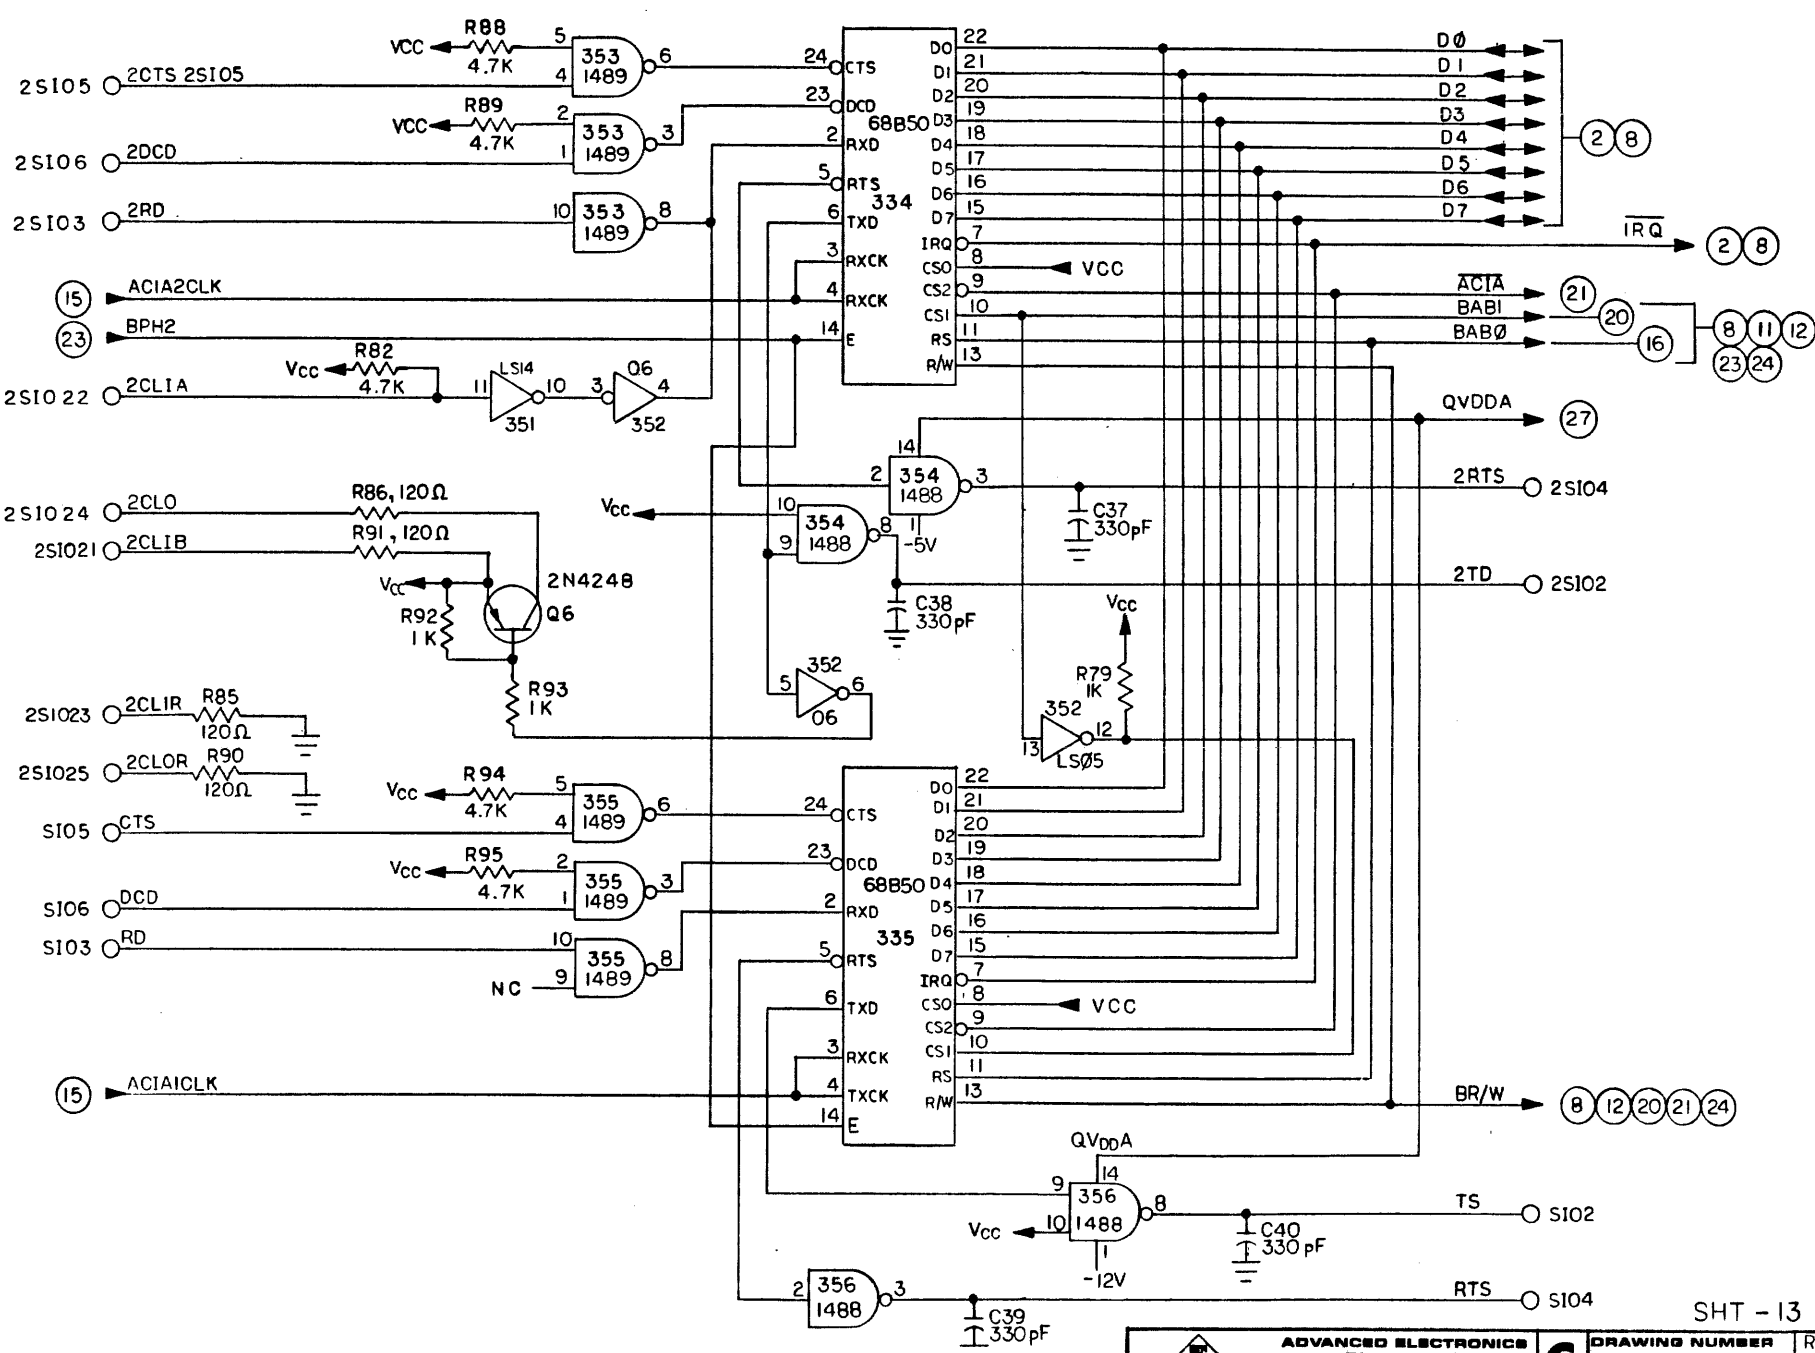 R88
VCC
4.7K
5
353
1489
6
4
2SIO5
2CTS 2SIO5
R89
VCC
4.7K
2
353
1489
3
1
2SIO6
2DCD
2SIO3
2RD
10
353
1489
8
15
ACIA2CLK
23
BPH2
R82
Vcc
4.7K
2SIO 22
2CLIA
11
LS14
10
351
3
06
4
352
24
CTS
23
DCD
68B50
2
RXD
5
RTS
334
6
TXD
3
RXCK
4
RXCK
14
E
D0
22
D1
21
D2
20
D3
19
D4
18
D5
17
D6
16
D7
15
IRQ
7
CS0
8
VCC
CS2
9
CS1
10
RS
11
R/W
13
DØ
D1
D2
D3
D4
D5
D6
D7
2
8
IRQ
2
8
ACIA
21
BAB1
20
BABØ
16
8
11
12
23
24
QVDDA
27
14
2
354
1488
3
1
-5V
2RTS
2SIO4
C37
330pF
Vcc
10
354
1488
8
9
C38
330pF
2TD
2SIO2
2SIO 24
2CLO
R86, 120Ω
2SIO21
2CLIB
R91, 120Ω
Vcc
2N4248
Q6
R92
1K
R93
1K
352
5
6
06
Vcc
R79
1K
352
13
12
LSØ5
2SIO23
2CLIR
R85
120Ω
2SIO25
2CLOR
R90
120Ω
Vcc
R94
4.7K
5
355
1489
6
4
SIO5
CTS
Vcc
R95
4.7K
2
355
1489
3
1
SIO6
DCD
SIO3
RD
10
355
1489
8
9
NC
24
CTS
23
DCD
68B50
2
RXD
335
5
RTS
6
TXD
3
RXCK
4
TXCK
14
E
15
ACIA1CLK
D0
22
D1
21
D2
20
D3
19
D4
18
D5
17
D6
16
D7
15
IRQ
7
CS0
8
VCC
CS2
9
CS1
10
RS
11
R/W
13
BR/W
8
12
20
21
24
QVDDA
14
9
356
1488
8
10
Vcc
1
-12V
C40
330pF
TS
SIO2
2
356
1488
3
C39
330pF
RTS
SIO4
SHT - 13
ADVANCED ELECTRONICS
C
DRAWING NUMBER
R